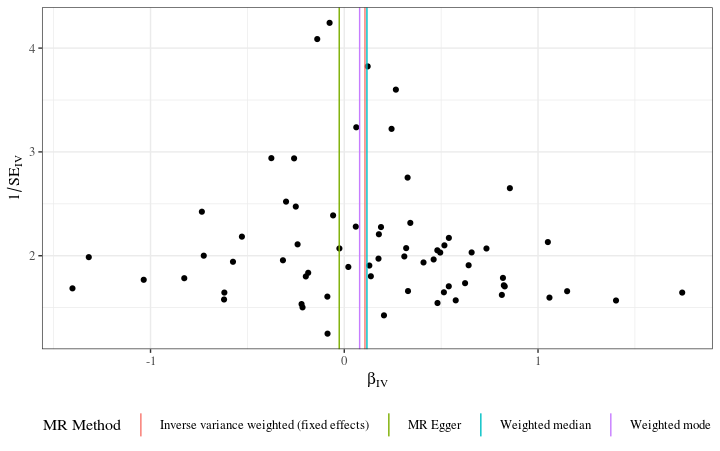 4
3
2
1/SE_IV
-1 0 1
β_IV
MR Method Inverse variance weighted (fixed effects) MR Egger Weighted median Weighted mode